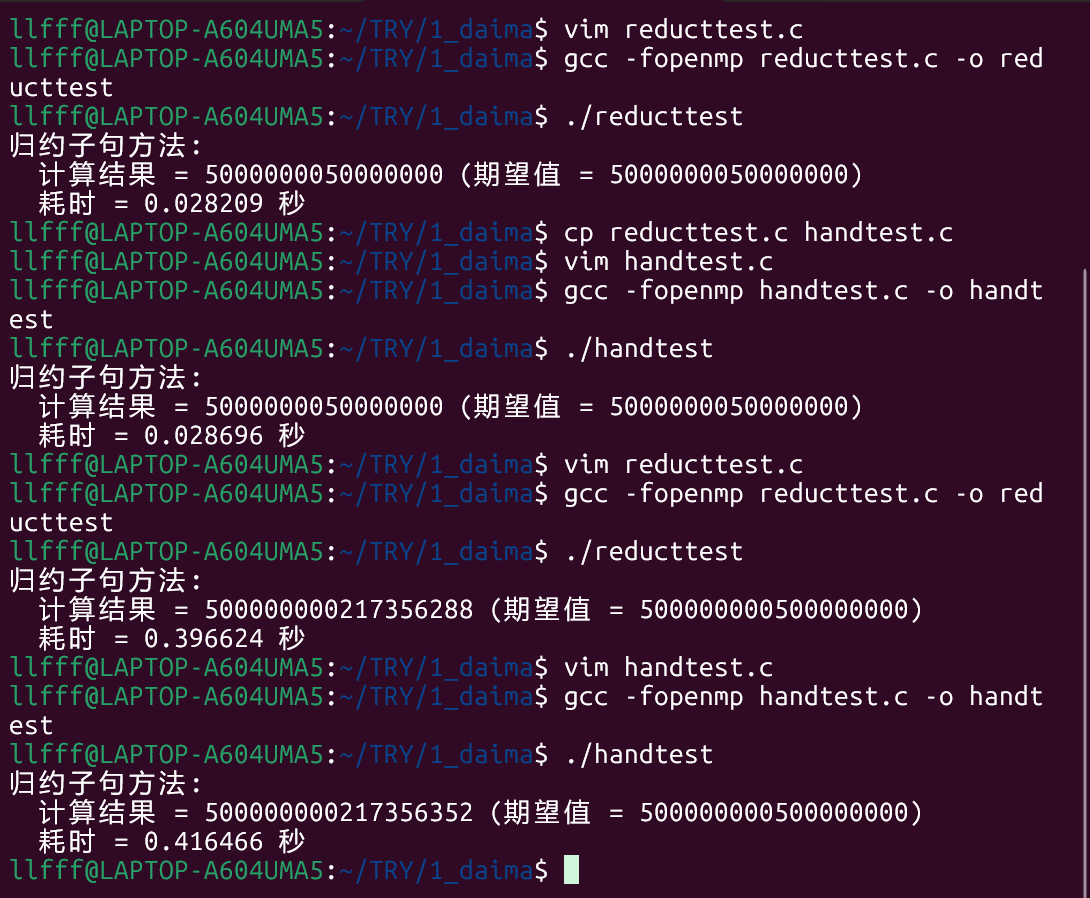 llfff@LAPTOP-A604UMA5:~/TRY/1_daima$ vim reducttest.c
llfff@LAPTOP-A604UMA5:~/TRY/1_daima$ gcc -fopenmp reducttest.c -o red
ucttest
llfff@LAPTOP-A604UMA5:~/TRY/1_daima$ ./reducttest
归约子句方法:
  计算结果 = 5000000050000000 (期望值 = 5000000050000000)
  耗时 = 0.028209 秒
llfff@LAPTOP-A604UMA5:~/TRY/1_daima$ cp reducttest.c handtest.c
llfff@LAPTOP-A604UMA5:~/TRY/1_daima$ vim handtest.c
llfff@LAPTOP-A604UMA5:~/TRY/1_daima$ gcc -fopenmp handtest.c -o handt
est
llfff@LAPTOP-A604UMA5:~/TRY/1_daima$ ./handtest
归约子句方法:
  计算结果 = 5000000050000000 (期望值 = 5000000050000000)
  耗时 = 0.028696 秒
llfff@LAPTOP-A604UMA5:~/TRY/1_daima$ vim reducttest.c
llfff@LAPTOP-A604UMA5:~/TRY/1_daima$ gcc -fopenmp reducttest.c -o red
ucttest
llfff@LAPTOP-A604UMA5:~/TRY/1_daima$ ./reducttest
归约子句方法:
  计算结果 = 500000000217356288 (期望值 = 500000000500000000)
  耗时 = 0.396624 秒
llfff@LAPTOP-A604UMA5:~/TRY/1_daima$ vim handtest.c
llfff@LAPTOP-A604UMA5:~/TRY/1_daima$ gcc -fopenmp handtest.c -o handt
est
llfff@LAPTOP-A604UMA5:~/TRY/1_daima$ ./handtest
归约子句方法:
  计算结果 = 500000000217356352 (期望值 = 500000000500000000)
  耗时 = 0.416466 秒
llfff@LAPTOP-A604UMA5:~/TRY/1_daima$